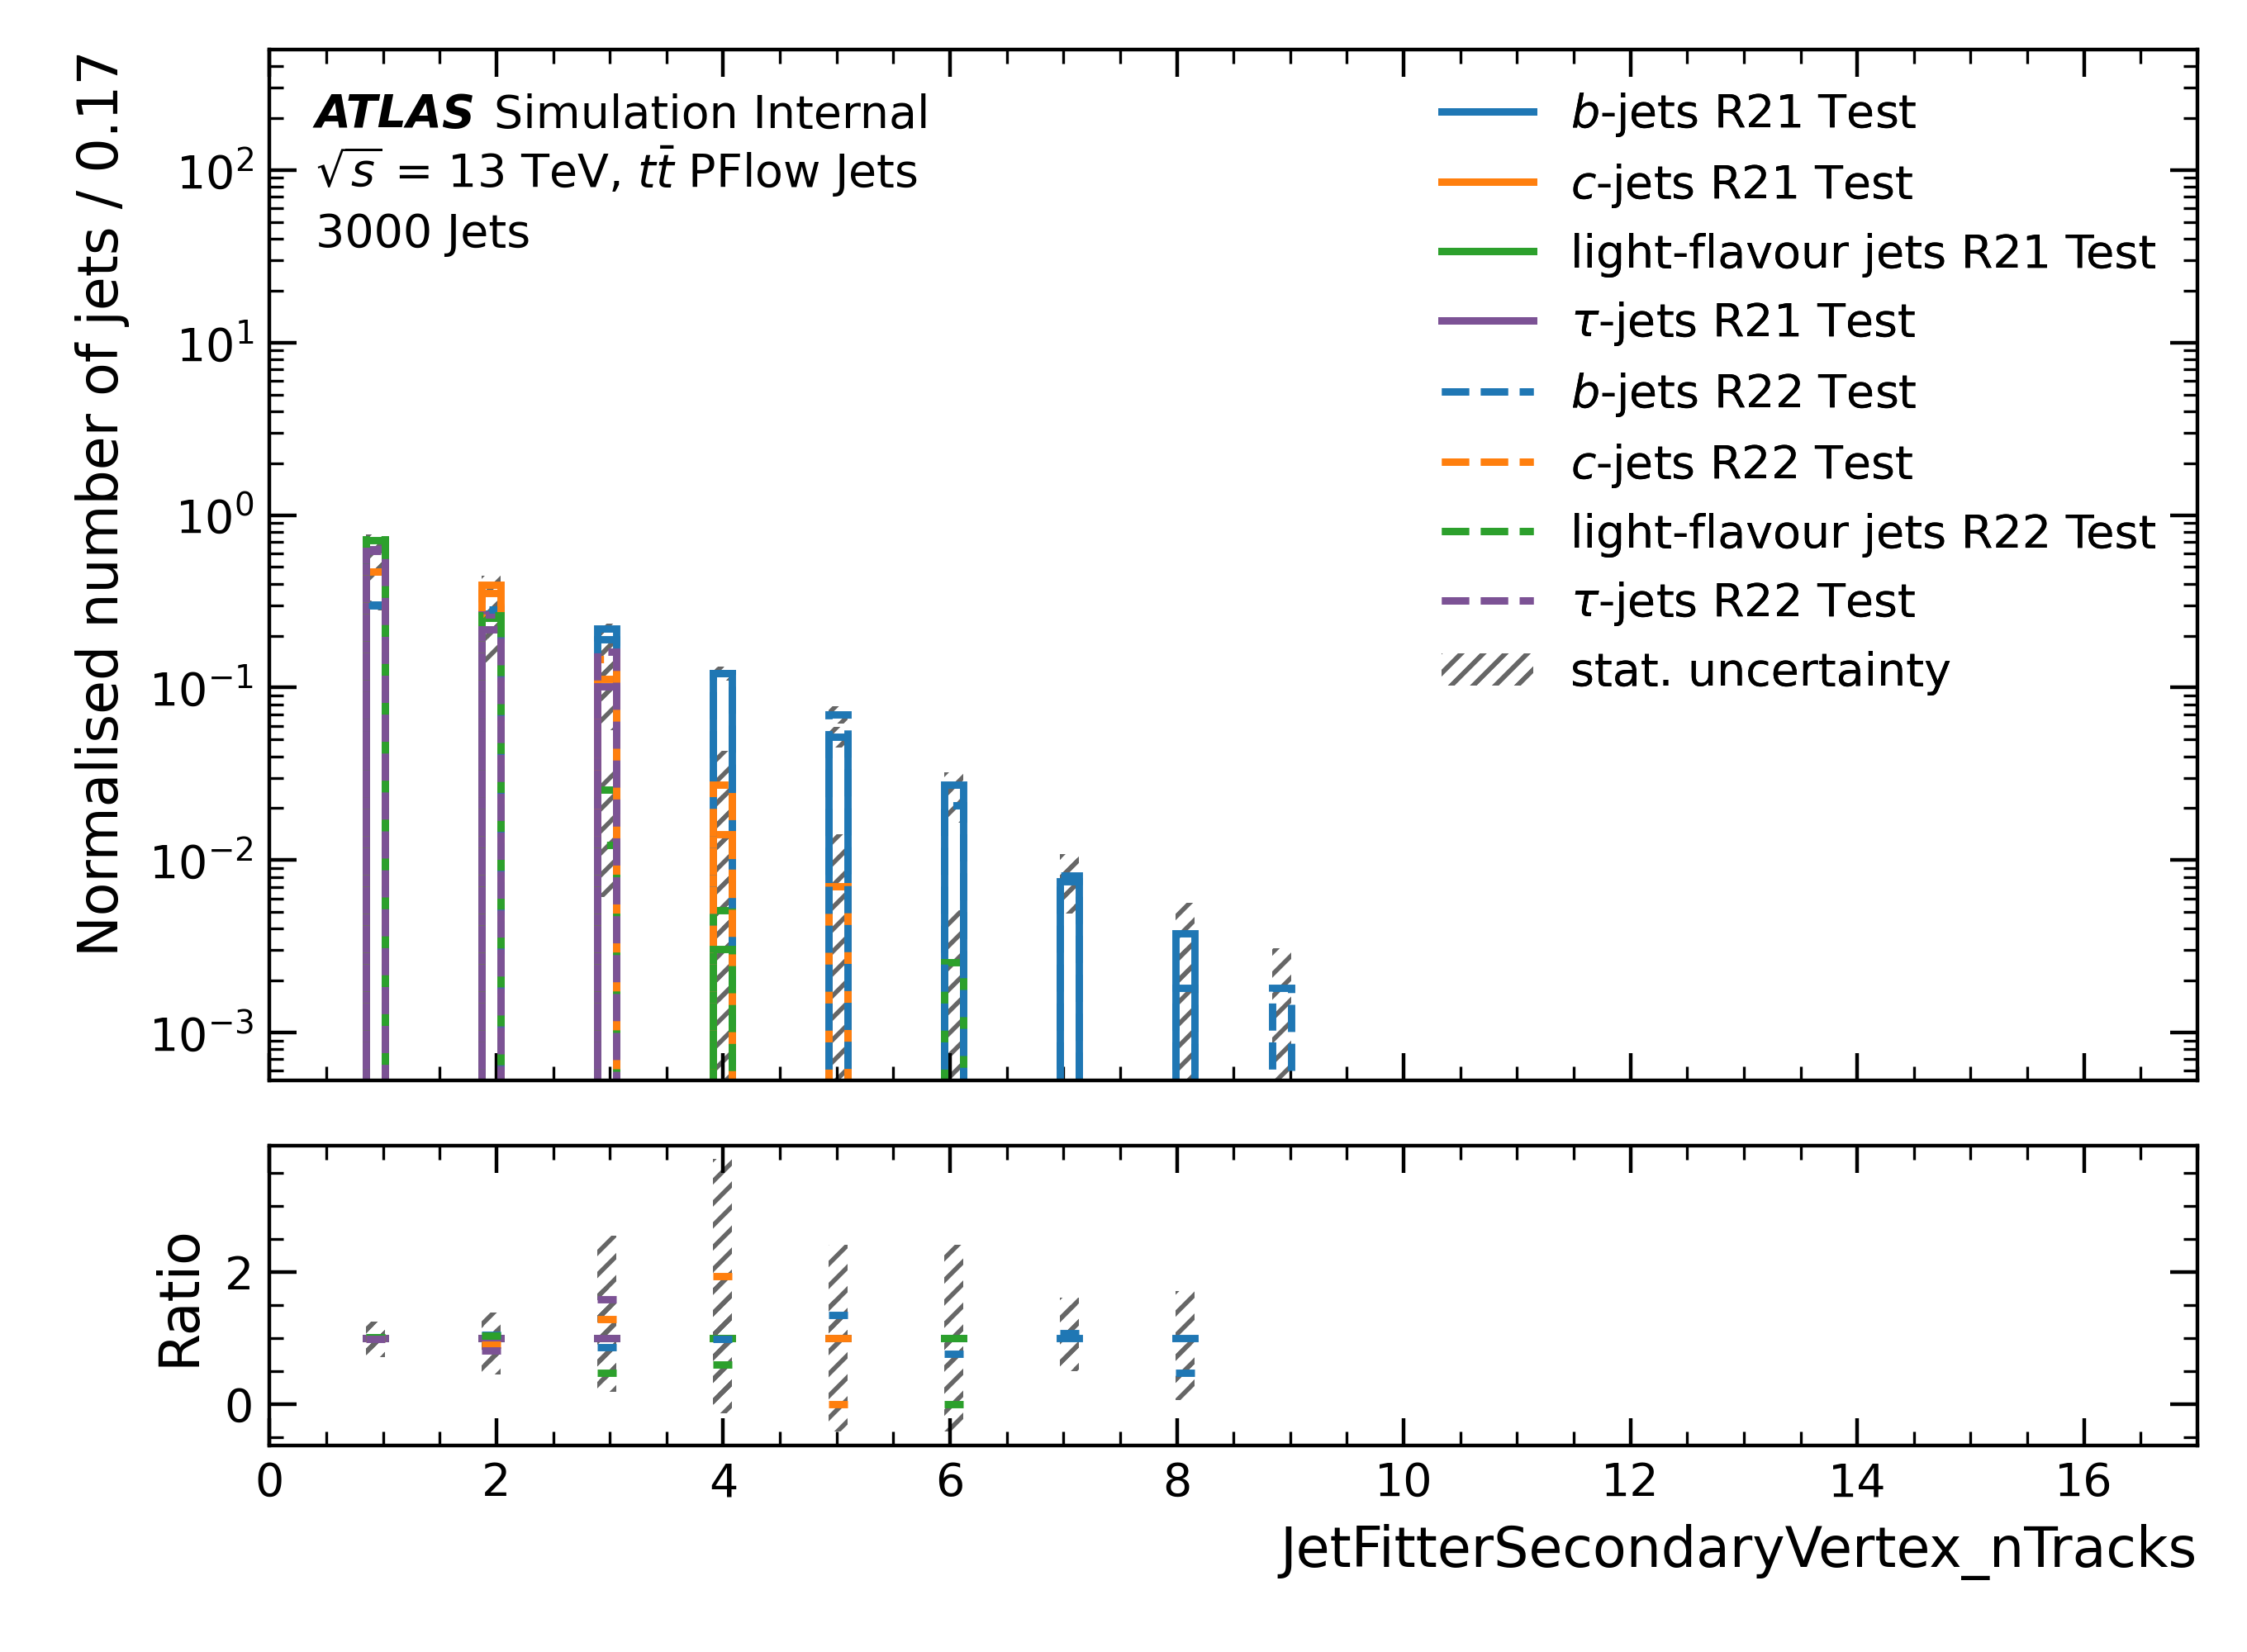 ATLAS Simulation Internal
√s = 13 TeV, tt̄ PFlow Jets
3000 Jets
b-jets R21 Test
c-jets R21 Test
light-flavour jets R21 Test
τ-jets R21 Test
b-jets R22 Test
c-jets R22 Test
light-flavour jets R22 Test
τ-jets R22 Test
stat. uncertainty
Normalised number of jets / 0.17
10²
10¹
10⁰
10⁻¹
10⁻²
10⁻³
Ratio
2
0
0 2 4 6 8 10 12 14 16
JetFitterSecondaryVertex_nTracks